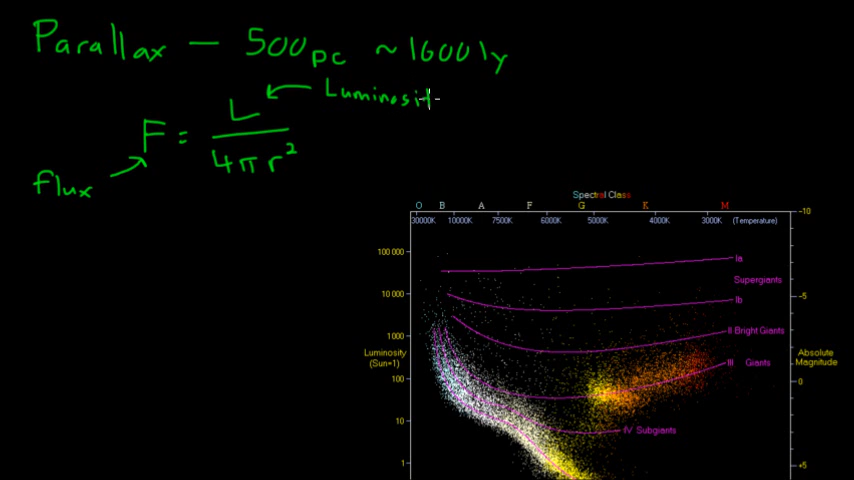 Parallax — 500pc ~1600ly
F = L / 4πr²
← Luminosit
flux
Spectral Class
O B A F G K M
30000K 10000K 7500K 6000K 5000K 4000K 3000K (Temperature)
-10
100 000
Ia
Supergiants
10 000
Ib
-5
1000
II Bright Giants
Luminosity
(Sun=1)
Absolute
Magnitude
III Giants
100
0
10
IV Subgiants
1
+5